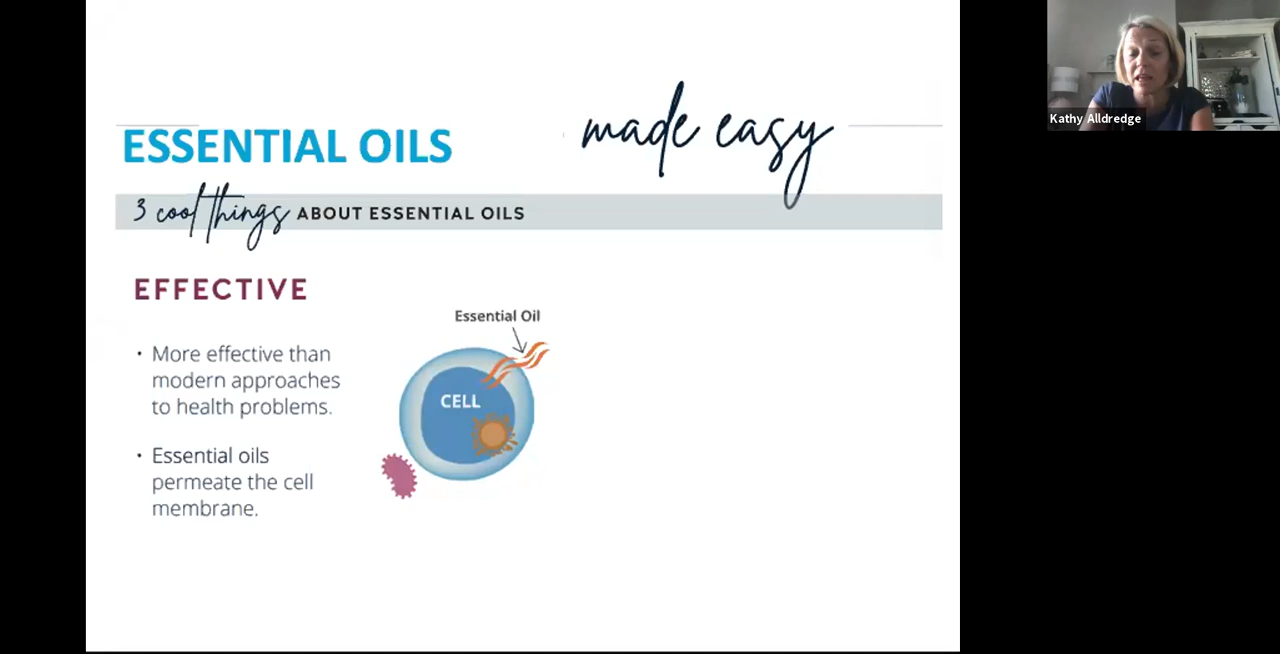 ESSENTIAL OILS made easy
3 cool things ABOUT ESSENTIAL OILS
EFFECTIVE
• More effective than
modern approaches
to health problems.
• Essential oils
permeate the cell
membrane.
Essential Oil
CELL
Kathy Alldredge